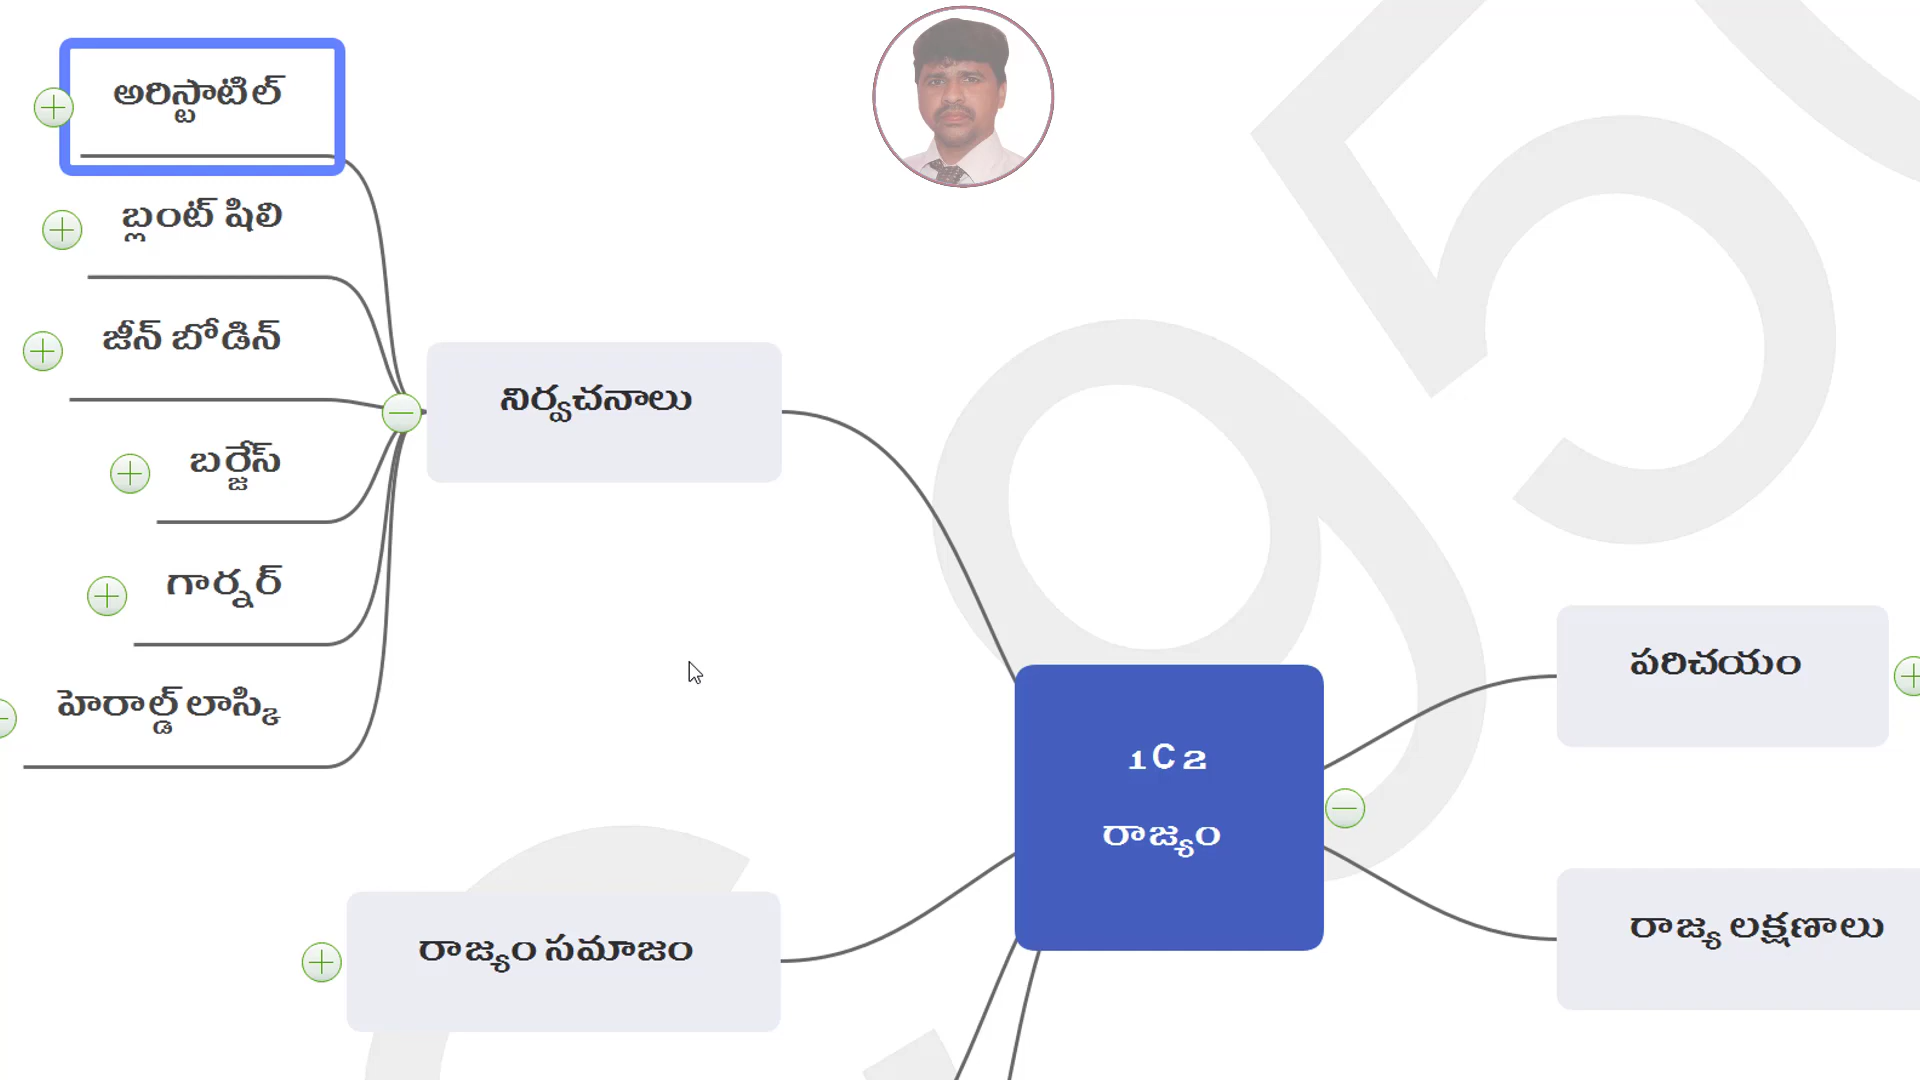 అరిస్టాటిల్
బ్లంట్ షిలి
జీన్ బోడిన్
బర్జేస్
గార్నర్
హెరాల్డ్ లాస్కి
నిర్వచనాలు
రాజ్యం సమాజం
1C2
రాజ్యం
పరిచయం
రాజ్య లక్షణాలు